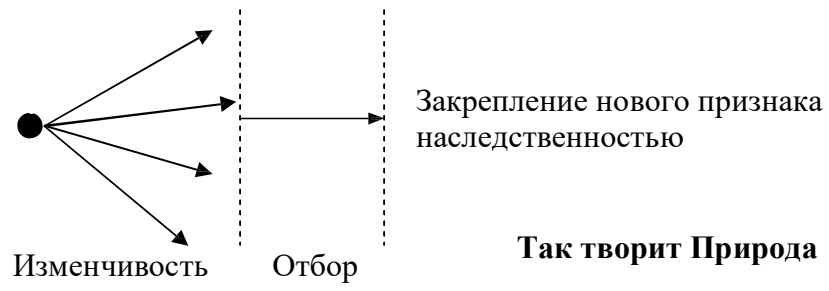 Закрепление нового признака
наследственностью
Так творит Природа
Изменчивость
Отбор